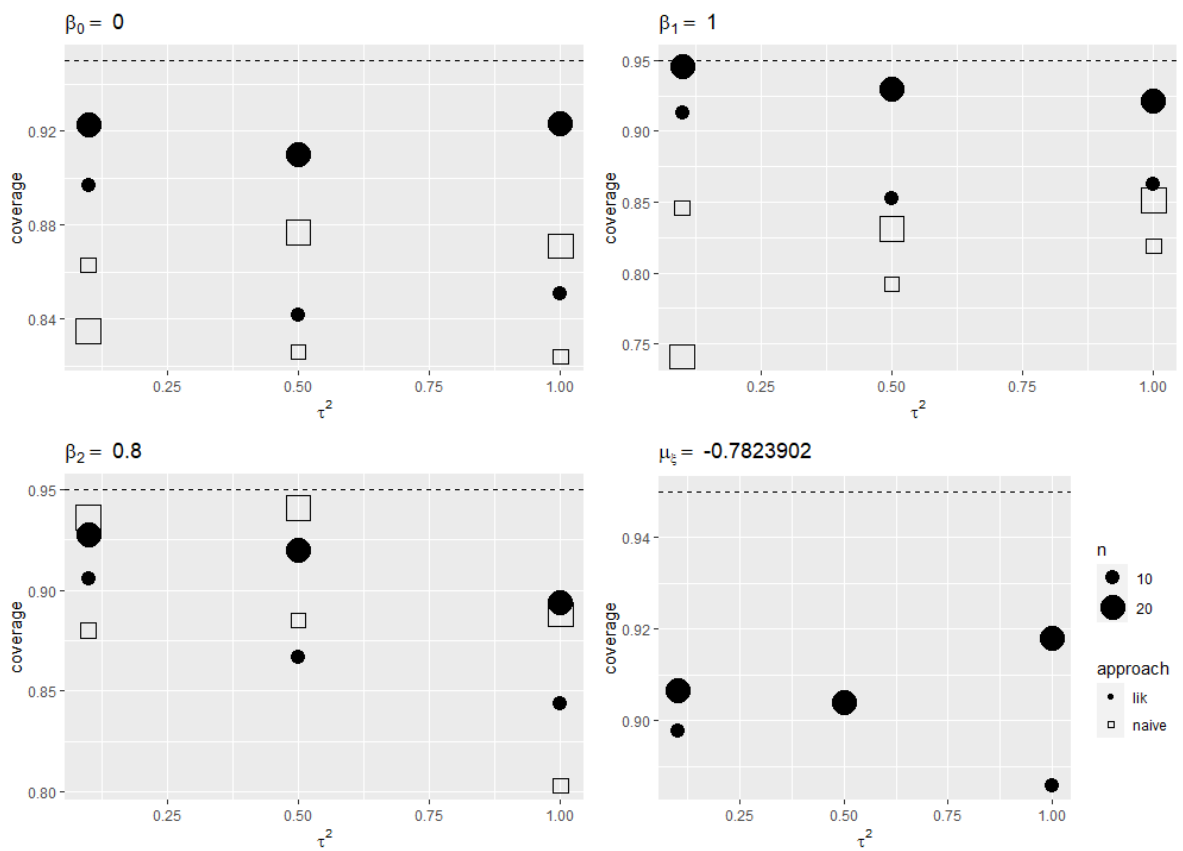 β₀ = 0
coverage
0.92
0.88
0.84
0.25 0.50 0.75 1.00
τ²
β₁ = 1
coverage
0.95
0.90
0.85
0.80
0.75
0.25 0.50 0.75 1.00
τ²
β₂ = 0.8
coverage
0.95
0.90
0.85
0.80
0.25 0.50 0.75 1.00
τ²
μ_ξ = -0.7823902
coverage
0.94
0.92
0.90
0.25 0.50 0.75 1.00
τ²
n
10
20
approach
lik
naive